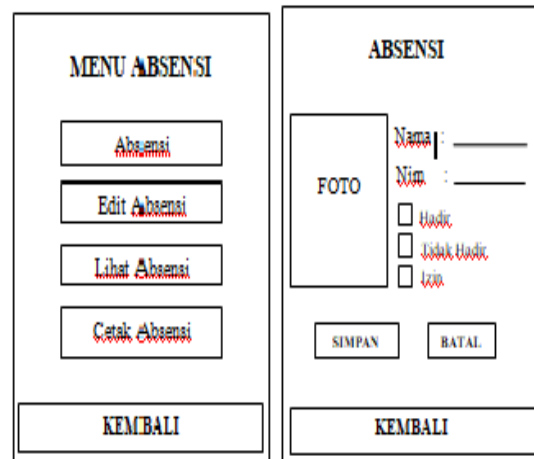 MENU ABSENSI
Absensi
Edit Absensi
Lihat Absensi
Cetak Absensi
KEMBALI
ABSENSI
FOTO
Nama :
Nim :
Hadir
Tidak Hadir
Izin
SIMPAN
BATAL
KEMBALI